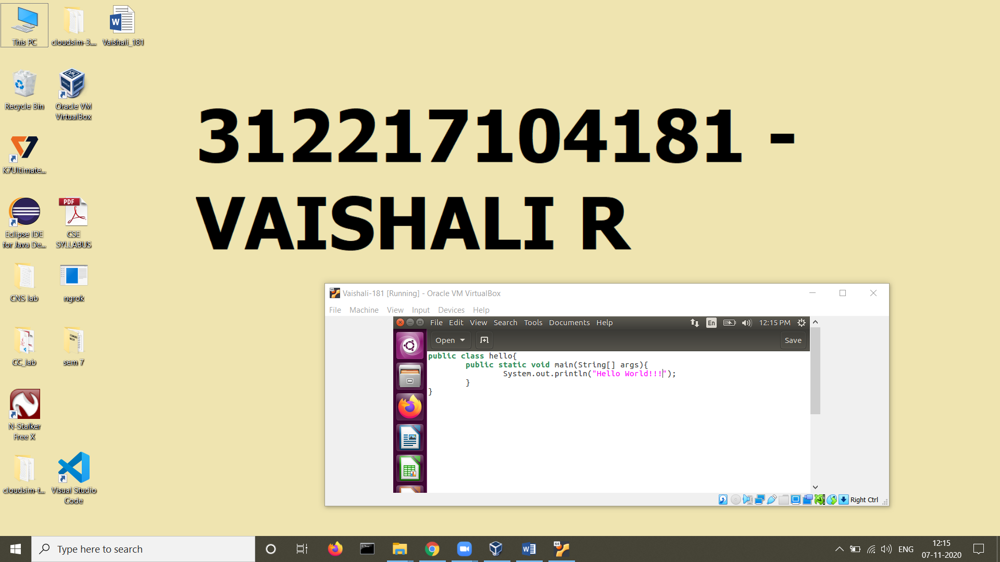 This PC
cloudsim-3....
Vaishali_181
Recycle Bin
Oracle VM
VirtualBox
K7Ultimate...
Eclipse IDE
for Java De...
PDF
CSE
SYLLABUS
CNS lab
ngrok
CC_lab
sem 7
N-Stalker
Free X
cloudsim-t...
Visual Studio
Code
312217104181 -
VAISHALI R
Vaishali-181 [Running] - Oracle VM VirtualBox
File Machine View Input Devices Help
File Edit View Search Tools Documents Help En 12:15 PM
Open Save
public class hello{
public static void main(String[] args){
System.out.println("Hello World!!!");
}
}
Right Ctrl
Type here to search
ENG
12:15
07-11-2020